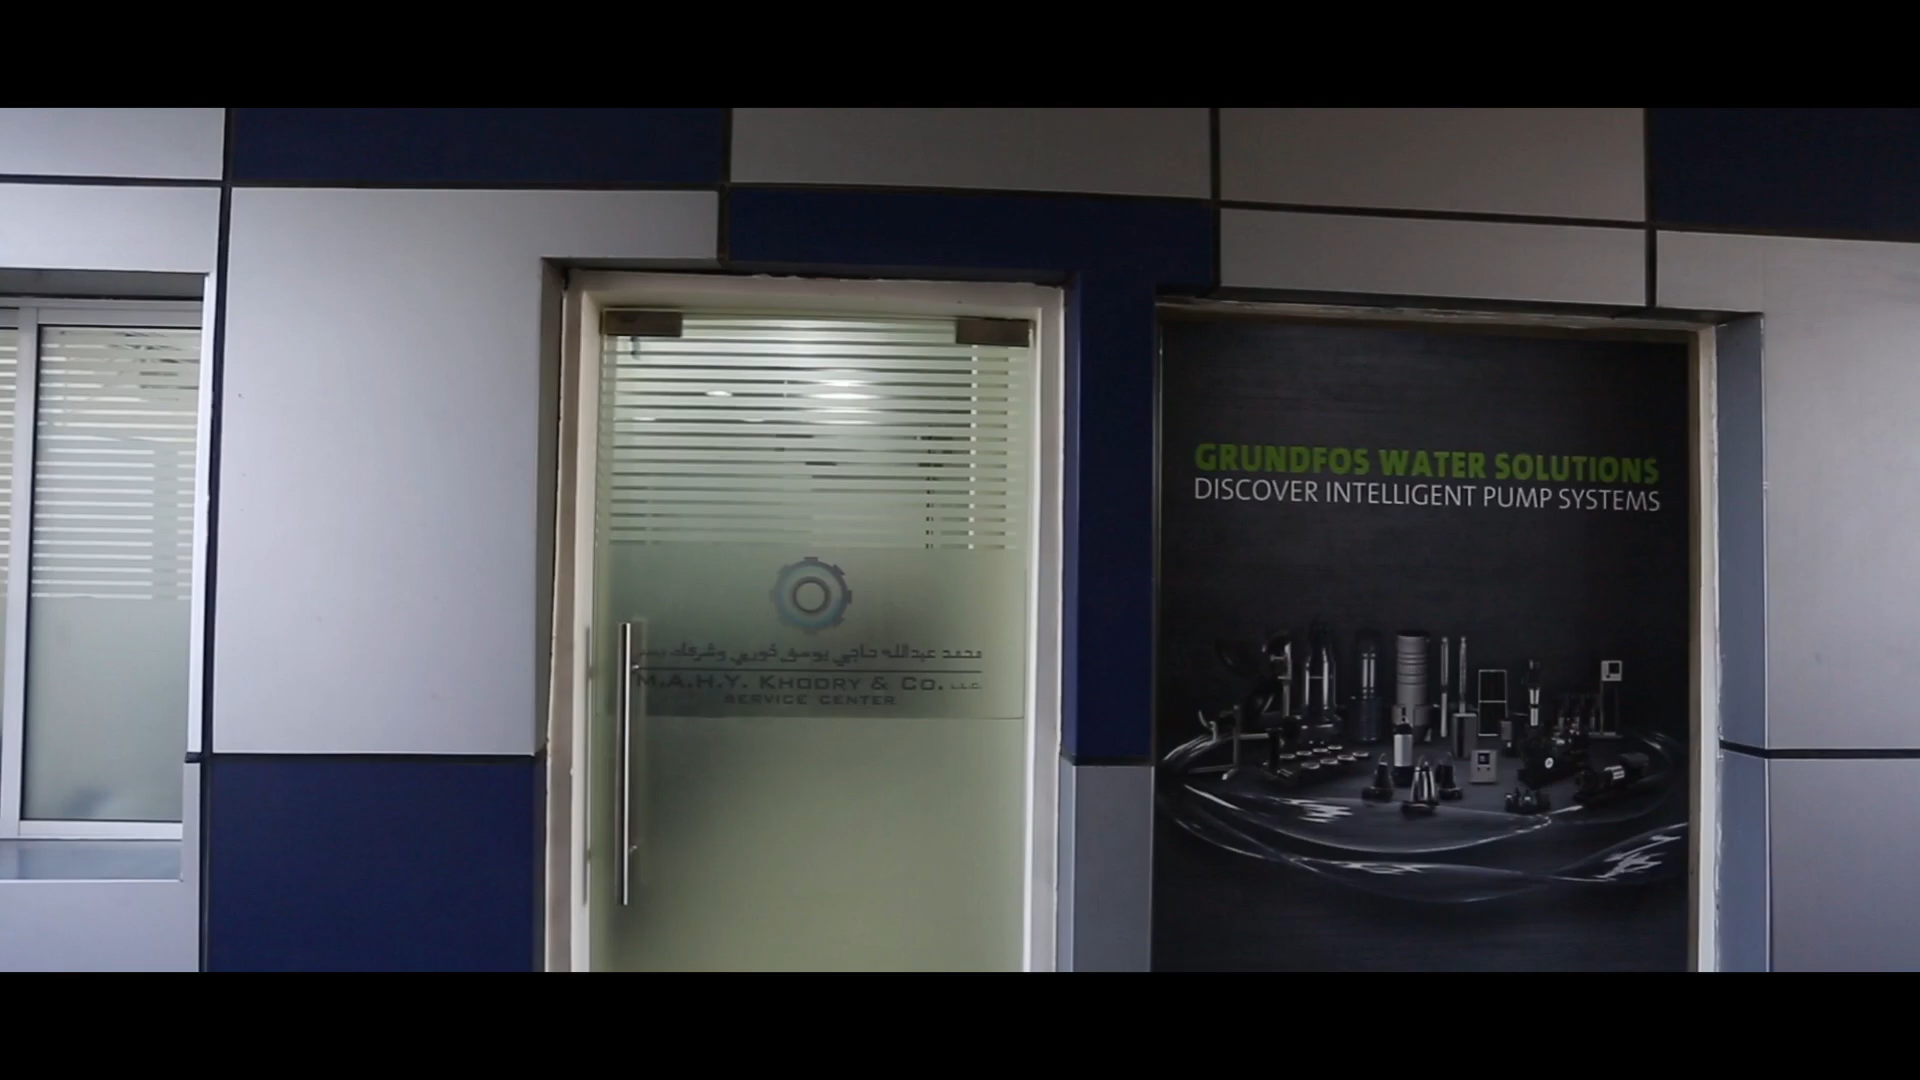 محمد عبدالله حاجي يوسف خوري وشركاه
M.A.H.Y. KHOORY & CO. LLC
SERVICE CENTER
GRUNDFOS WATER SOLUTIONS
DISCOVER INTELLIGENT PUMP SYSTEMS